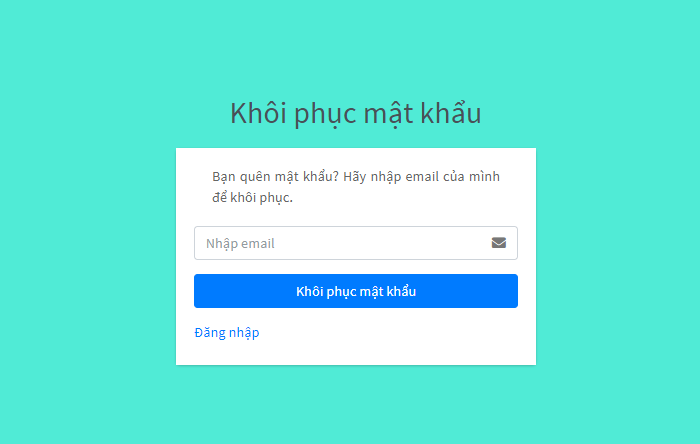 Khôi phục mật khẩu
Bạn quên mật khẩu? Hãy nhập email của mình
để khôi phục.
Nhập email
Khôi phục mật khẩu
Đăng nhập